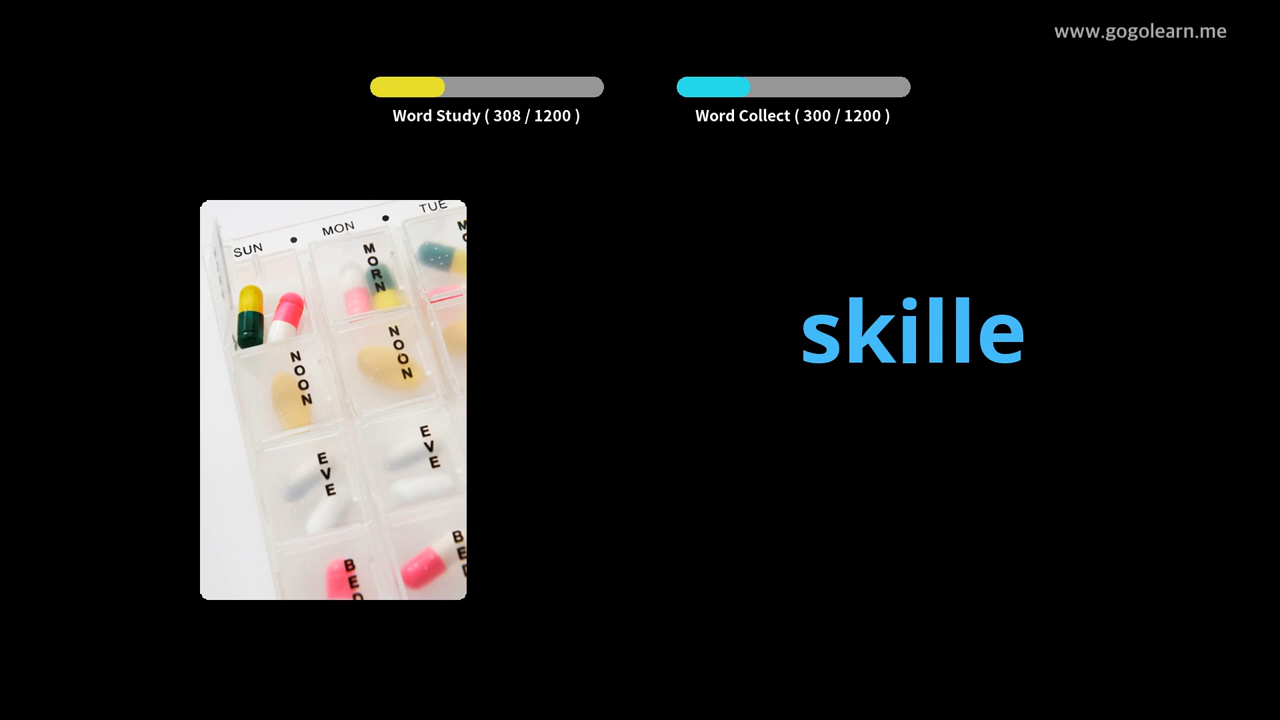 www.gogolearn.me
Word Study ( 308 / 1200 )
Word Collect ( 300 / 1200 )
SUN • MON • TUE
MORN
NOON
NOON
EVE
EVE
BED
skille